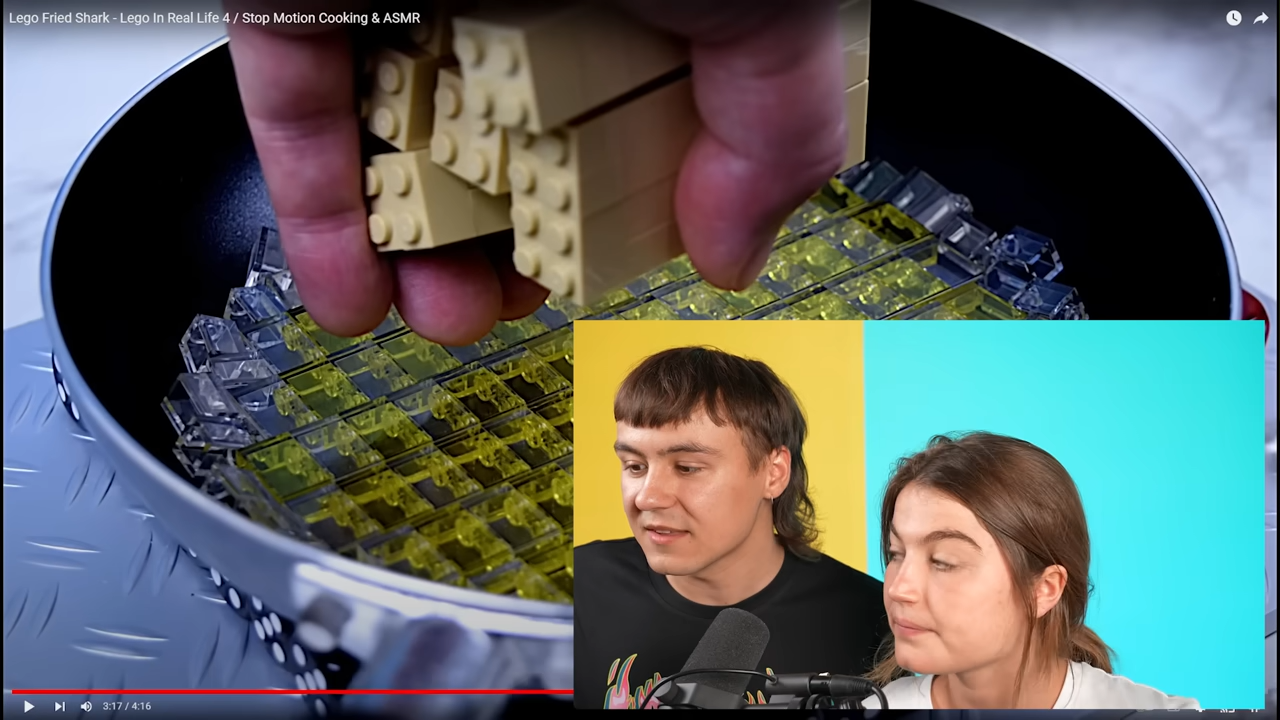 Lego Fried Shark - Lego In Real Life 4 / Stop Motion Cooking & ASMR
3:17 / 4:16